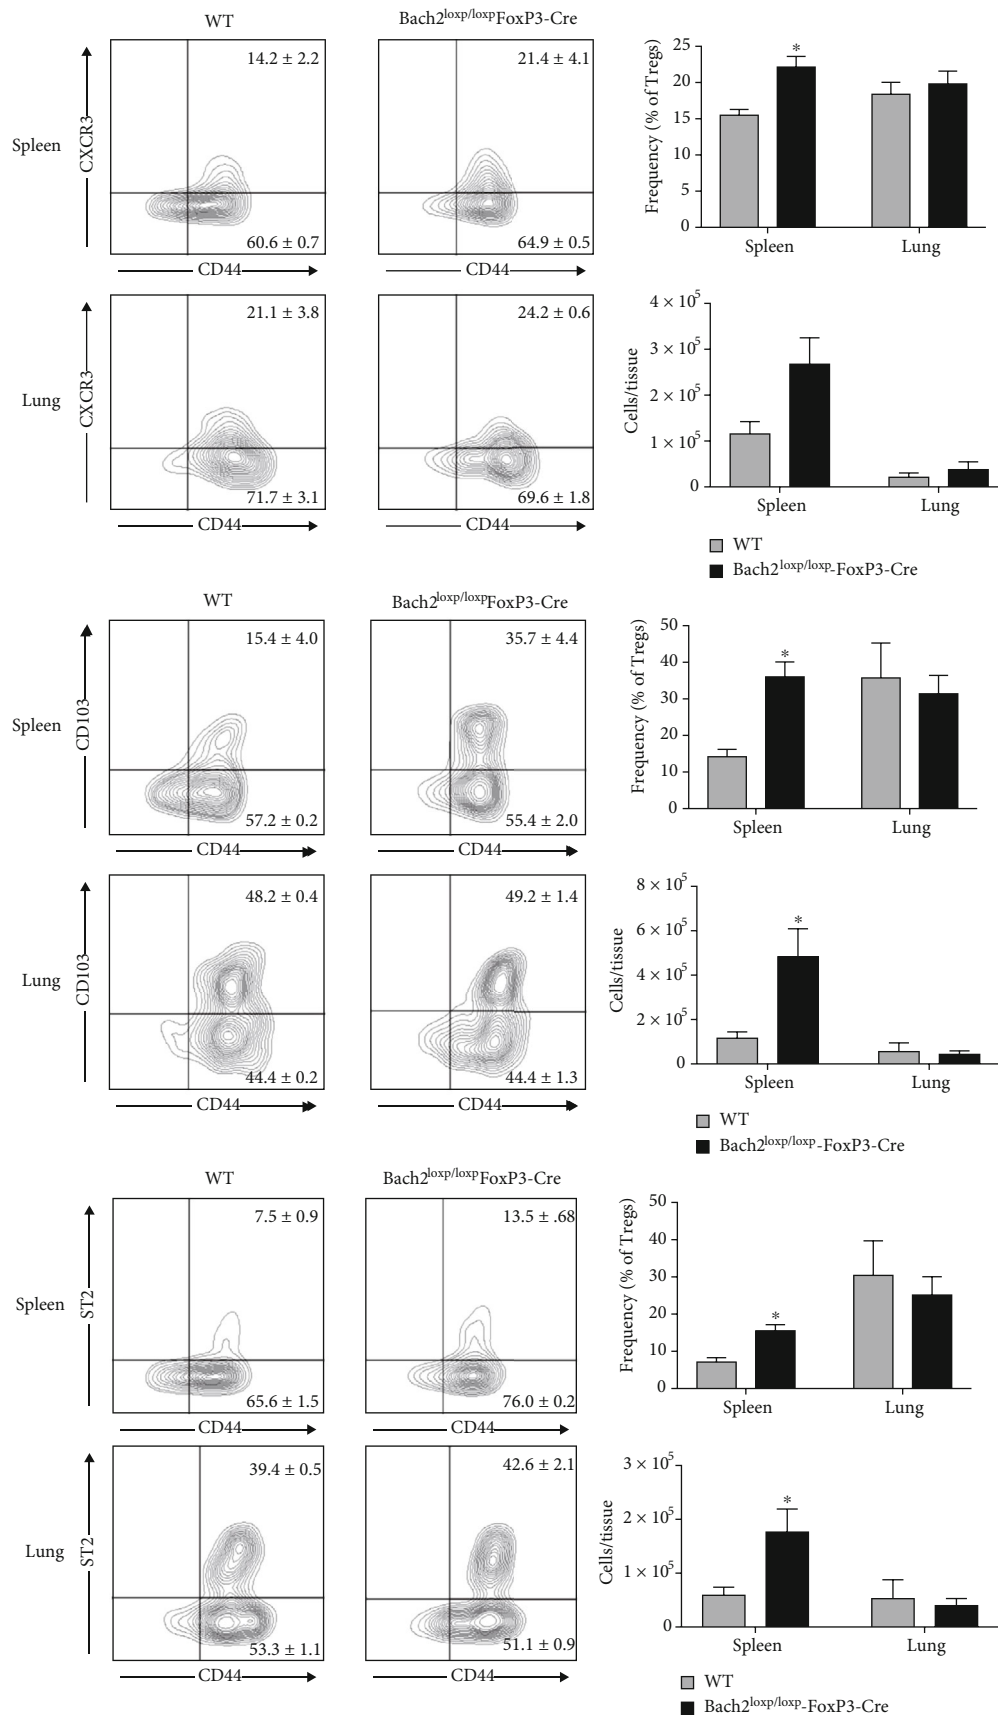 WT
Bach2loxp/loxpFoxP3-Cre
Spleen
CXCR3
14.2 ± 2.2
60.6 ± 0.7
CD44
21.4 ± 4.1
64.9 ± 0.5
CD44
Frequency (% of Tregs)
25
20
15
10
5
0
*
Spleen
Lung
Lung
CXCR3
21.1 ± 3.8
71.7 ± 3.1
CD44
24.2 ± 0.6
69.6 ± 1.8
CD44
Cells/tissue
4 × 10^5
3 × 10^5
2 × 10^5
1 × 10^5
0
Spleen
Lung
WT
Bach2loxp/loxp-FoxP3-Cre
WT
Bach2loxp/loxpFoxP3-Cre
Spleen
CD103
15.4 ± 4.0
57.2 ± 0.2
CD44
35.7 ± 4.4
55.4 ± 2.0
CD44
Frequency (% of Tregs)
50
40
30
20
10
0
*
Spleen
Lung
Lung
CD103
48.2 ± 0.4
44.4 ± 0.2
CD44
49.2 ± 1.4
44.4 ± 1.3
CD44
Cells/tissue
8 × 10^5
6 × 10^5
4 × 10^5
2 × 10^5
0
*
Spleen
Lung
WT
Bach2loxp/loxp-FoxP3-Cre
WT
Bach2loxp/loxpFoxP3-Cre
Spleen
ST2
7.5 ± 0.9
65.6 ± 1.5
CD44
13.5 ± .68
76.0 ± 0.2
CD44
Frequency (% of Tregs)
50
40
30
20
10
0
*
Spleen
Lung
Lung
ST2
39.4 ± 0.5
53.3 ± 1.1
CD44
42.6 ± 2.1
51.1 ± 0.9
CD44
Cells/tissue
3 × 10^5
2 × 10^5
1 × 10^5
0
*
Spleen
Lung
WT
Bach2loxp/loxp-FoxP3-Cre